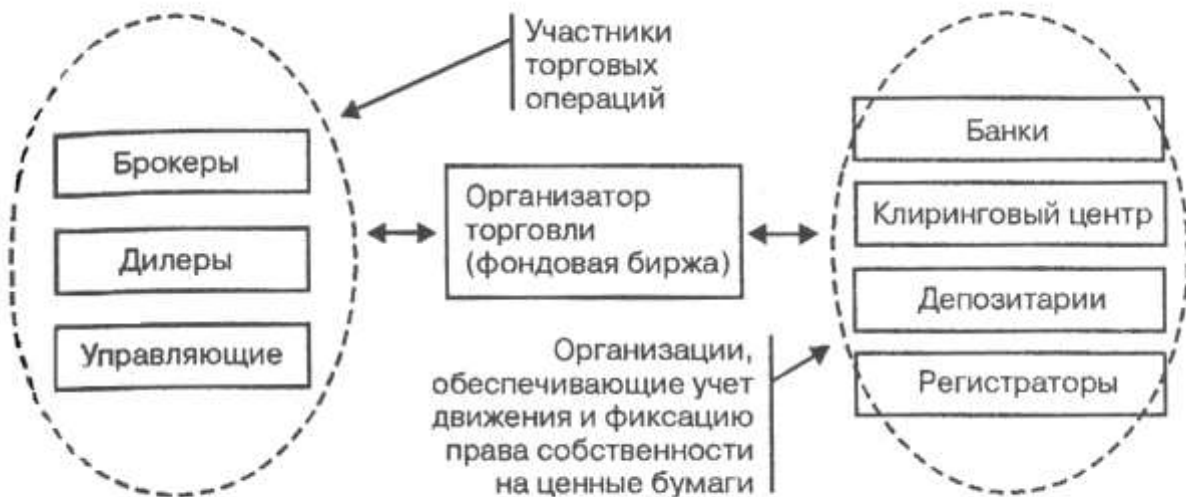 Участники
торговых
операций
Брокеры
Дилеры
Управляющие
Организатор
торговли
(фондовая биржа)
Банки
Клиринговый центр
Депозитарии
Регистраторы
Организации,
обеспечивающие учет
движения и фиксацию
права собственности
на ценные бумаги